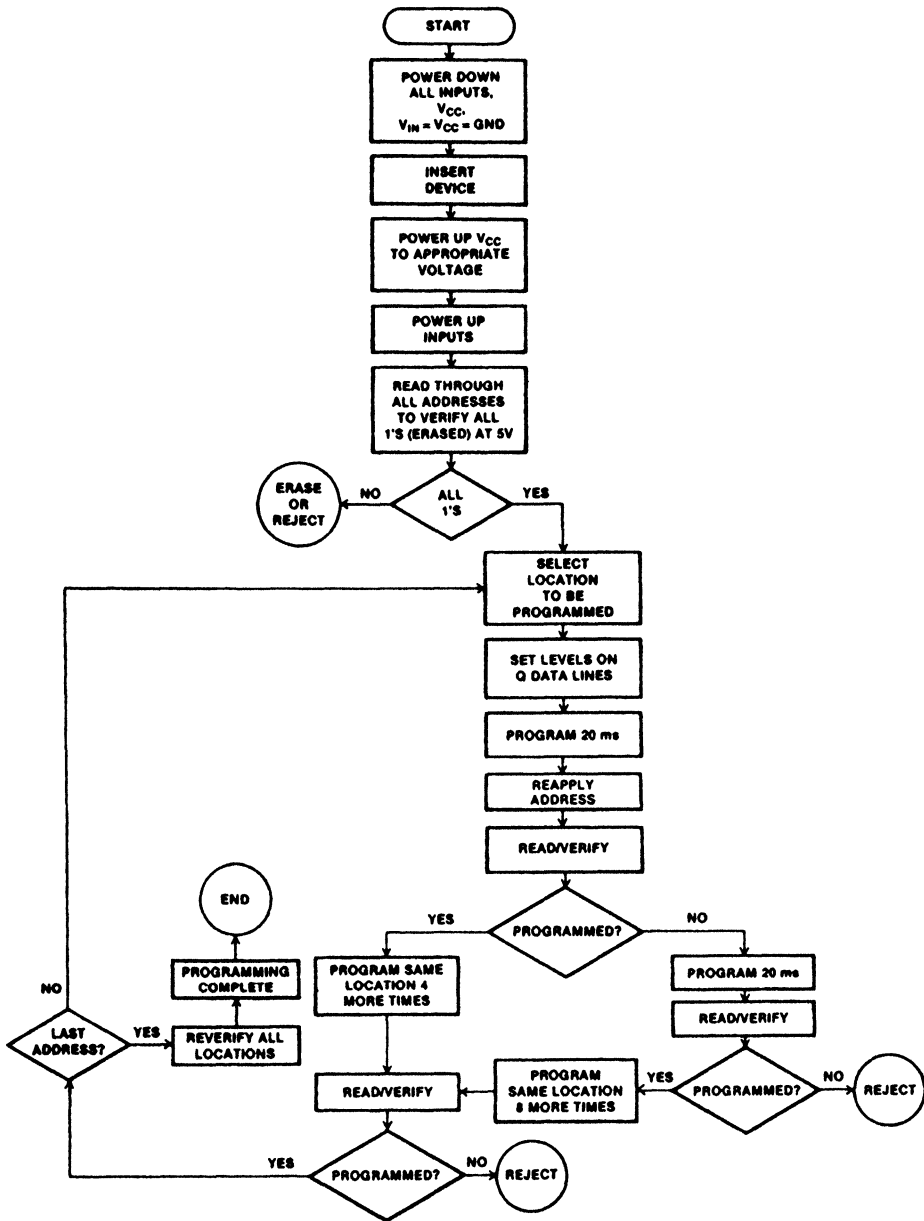 START
POWER DOWN
ALL INPUTS,
VCC.
VIN = VCC = GND
INSERT
DEVICE
POWER UP VCC
TO APPROPRIATE
VOLTAGE
POWER UP
INPUTS
READ THROUGH
ALL ADDRESSES
TO VERIFY ALL
1'S (ERASED) AT 5V
ERASE
OR
REJECT
NO
ALL
1'S
YES
SELECT
LOCATION
TO BE
PROGRAMMED
SET LEVELS ON
Q DATA LINES
PROGRAM 20 ms
REAPPLY
ADDRESS
READ/VERIFY
PROGRAMMED?
YES
NO
PROGRAM SAME
LOCATION 4
MORE TIMES
PROGRAM 20 ms
READ/VERIFY
PROGRAMMED?
NO
REJECT
YES
PROGRAM
SAME LOCATION
8 MORE TIMES
READ/VERIFY
PROGRAMMED?
NO
REJECT
YES
LAST
ADDRESS?
NO
YES
REVERIFY ALL
LOCATIONS
PROGRAMMING
COMPLETE
END